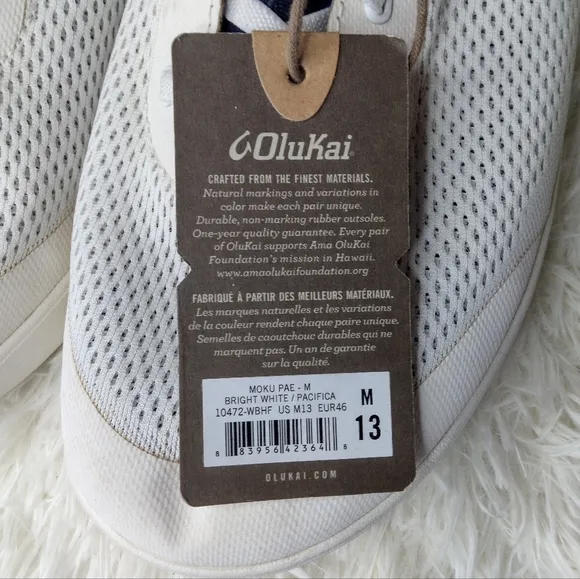 OluKai
CRAFTED FROM THE FINEST MATERIALS.
Natural markings and variations in
color make each pair unique.
Durable, non-marking rubber outsoles.
One-year quality guarantee. Every pair
of OluKai supports Ama OluKai
Foundation's mission in Hawaii.
www.amaolukaifoundation.org
FABRIQUÉ À PARTIR DES MEILLEURS MATÉRIAUX.
Les marques naturelles et les variations
de la couleur rendent chaque paire unique.
Semelles de caoutchouc durables qui ne
marquent pas. Un an de garantie
sur la qualité.
MOKU PAE - M
BRIGHT WHITE / PACIFICA
10472-WBHF US M13 EUR46
M
13
8 83956 42364 8
OLUKAI.COM